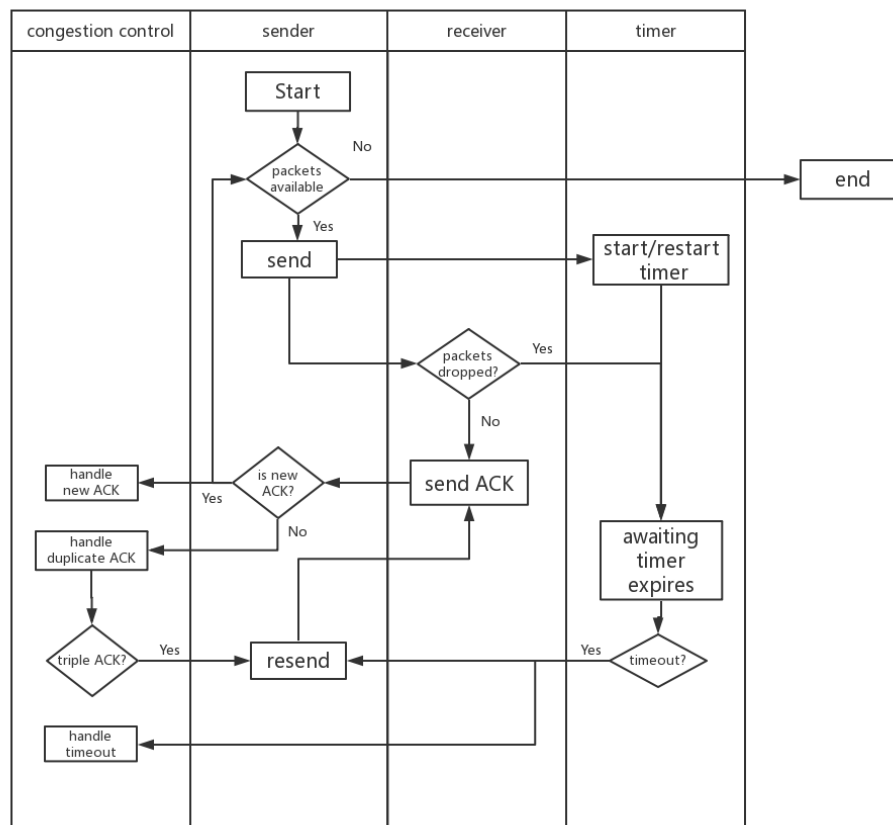 congestion control
sender
receiver
timer
Start
No
packets
available
end
Yes
send
start/restart
timer
packets
dropped?
Yes
No
handle
new ACK
Yes
is new
ACK?
send ACK
No
handle
duplicate ACK
awaiting
timer
expires
triple ACK?
Yes
resend
Yes
timeout?
handle
timeout